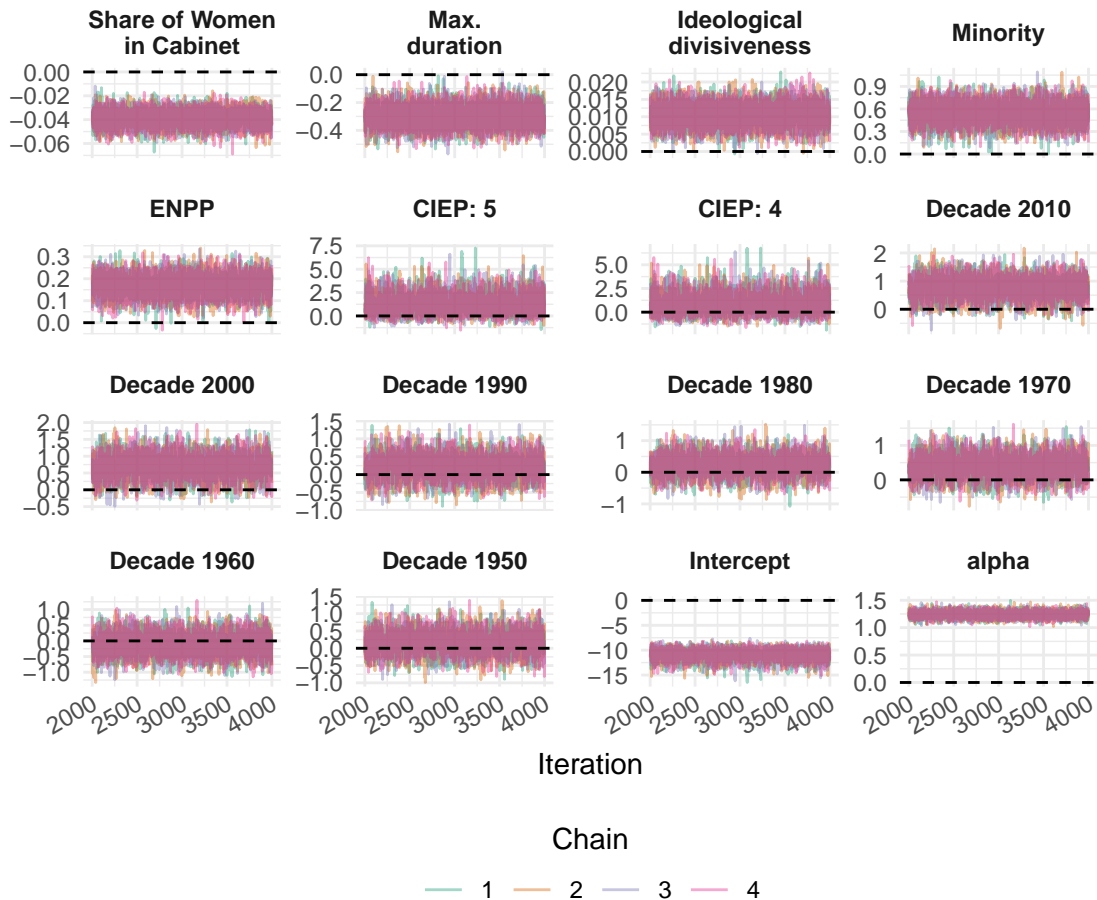 Share of Women
in Cabinet
Max.
duration
Ideological
divisiveness
Minority
0.00
−0.02
−0.04
−0.06
0.0
−0.2
−0.4
0.020
0.015
0.010
0.005
0.000
0.9
0.6
0.3
0.0
ENPP
CIEP: 5
CIEP: 4
Decade 2010
0.3
0.2
0.1
0.0
7.5
5.0
2.5
0.0
5.0
2.5
0.0
2
1
0
Decade 2000
Decade 1990
Decade 1980
Decade 1970
2.0
1.5
1.0
0.5
0.0
−0.5
1.5
1.0
0.5
0.0
−0.5
−1.0
1
0
−1
1
0
Decade 1960
Decade 1950
Intercept
alpha
1.0
0.5
0.0
−0.5
−1.0
1.5
1.0
0.5
0.0
−0.5
−1.0
0
−5
−10
−15
1.5
1.0
0.5
0.0
2000 2500 3000 3500 4000
2000 2500 3000 3500 4000
2000 2500 3000 3500 4000
2000 2500 3000 3500 4000
Iteration
Chain
1 2 3 4